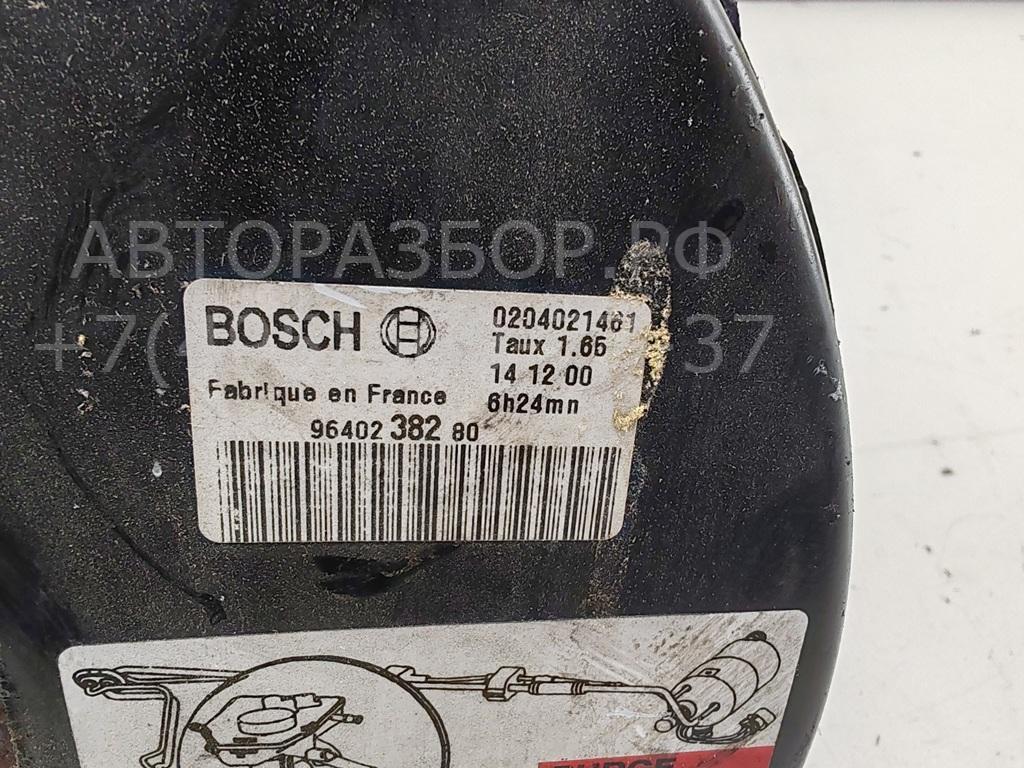 АВТОРАЗБОР.РФ
BOSCH
0204021461
Taux 1.65
14 12 00
Fabrique en France
6h24mn
96402 382 80